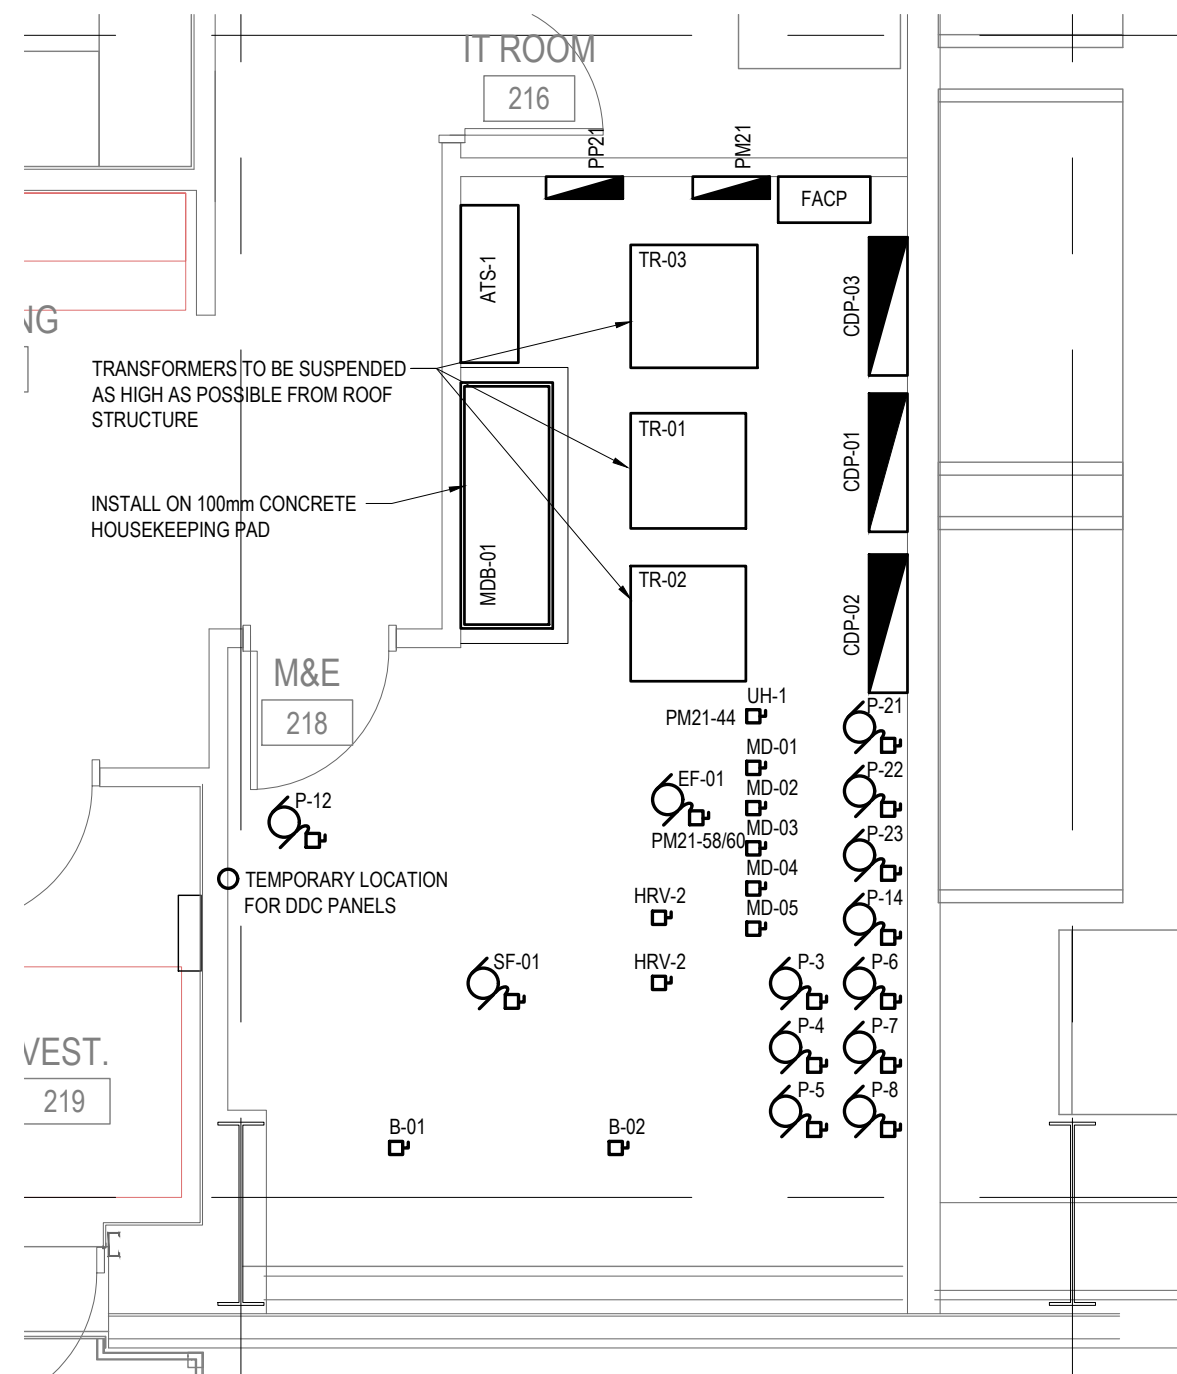 IT ROOM
216
PP21
PM21
FACP
ATS-1
TR-03
CDP-03
NG
TRANSFORMERS TO BE SUSPENDED
AS HIGH AS POSSIBLE FROM ROOF
STRUCTURE
TR-01
CDP-01
INSTALL ON 100mm CONCRETE
HOUSEKEEPING PAD
MDB-01
TR-02
CDP-02
M&E
218
UH-1
PM21-44
P-21
MD-01
EF-01
MD-02
P-22
P-12
PM21-58/60
MD-03
P-23
TEMPORARY LOCATION
FOR DDC PANELS
MD-04
HRV-2
MD-05
P-14
SF-01
HRV-2
P-3
P-6
P-4
P-7
VEST.
219
P-5
P-8
B-01
B-02